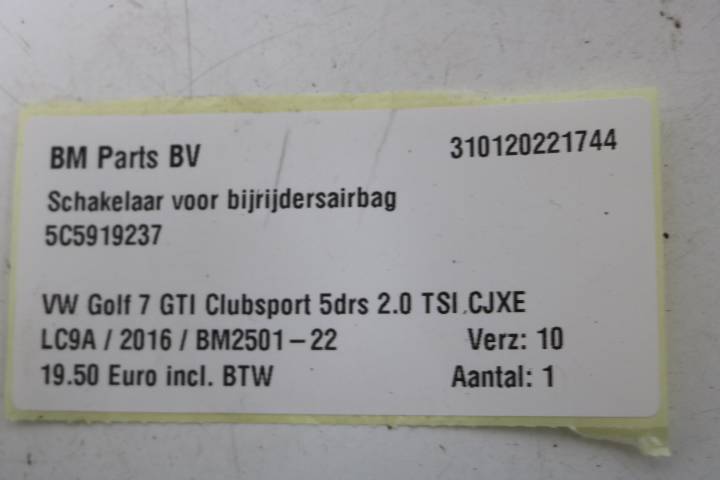 BM Parts BV 310120221744
Schakelaar voor bijrijdersairbag
5C5919237
VW Golf 7 GTI Clubsport 5drs 2.0 TSI CJXE
LC9A / 2016 / BM2501-22 Verz: 10
19.50 Euro incl. BTW Aantal: 1